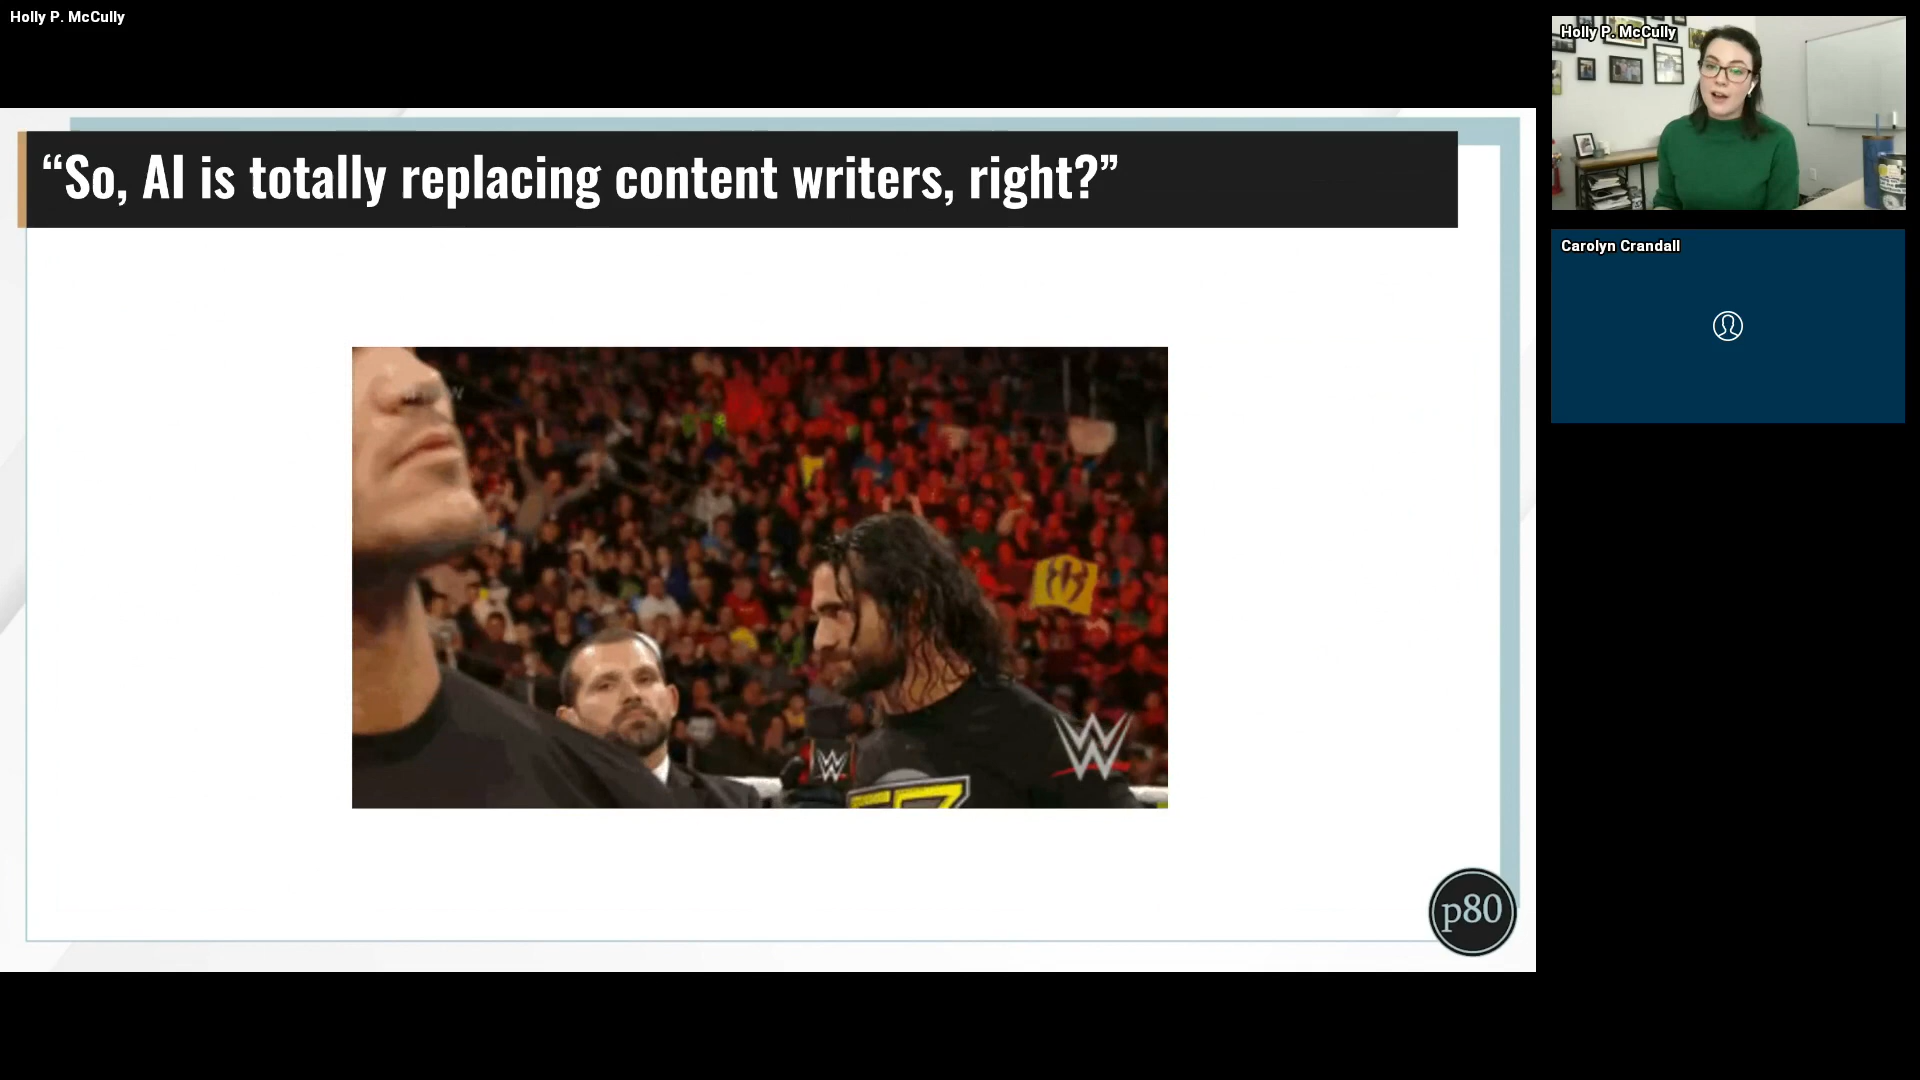 Holly P. McCully
“So, AI is totally replacing content writers, right?”
Holly P. McCully
Carolyn Crandall
W
W
p80